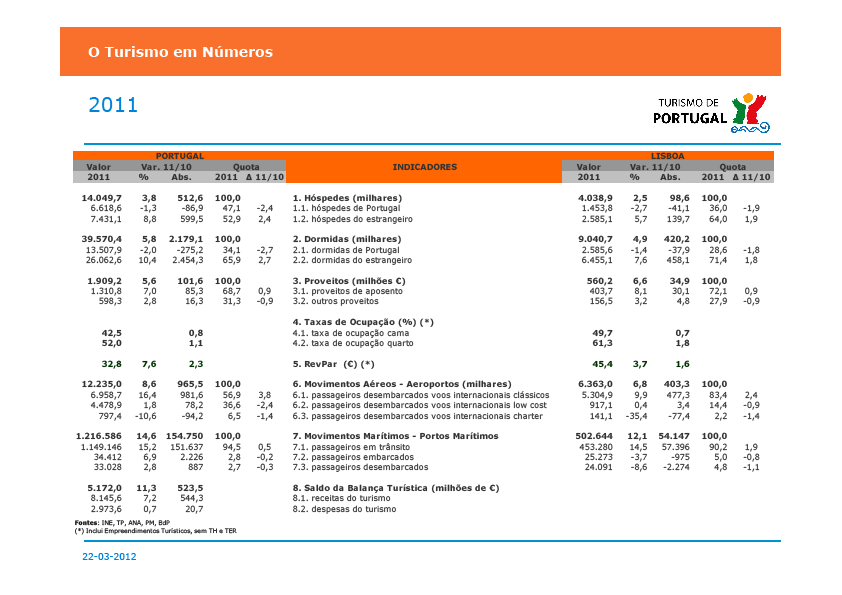 O Turismo em Números
2011
TURISMO DE
PORTUGAL
PORTUGAL LISBOA
Valor Var. 11/10 Quota INDICADORES Valor Var. 11/10 Quota
2011 % Abs. 2011 Δ 11/10 2011 % Abs. 2011 Δ 11/10
14.049,7 3,8 512,6 100,0 1. Hóspedes (milhares) 4.038,9 2,5 98,6 100,0
6.618,6 -1,3 -86,9 47,1 -2,4 1.1. hóspedes de Portugal 1.453,8 -2,7 -41,1 36,0 -1,9
7.431,1 8,8 599,5 52,9 2,4 1.2. hóspedes do estrangeiro 2.585,1 5,7 139,7 64,0 1,9
39.570,4 5,8 2.179,1 100,0 2. Dormidas (milhares) 9.040,7 4,9 420,2 100,0
13.507,9 -2,0 -275,2 34,1 -2,7 2.1. dormidas de Portugal 2.585,6 -1,4 -37,9 28,6 -1,8
26.062,6 10,4 2.454,3 65,9 2,7 2.2. dormidas do estrangeiro 6.455,1 7,6 458,1 71,4 1,8
1.909,2 5,6 101,6 100,0 3. Proveitos (milhões €) 560,2 6,6 34,9 100,0
1.310,8 7,0 85,3 68,7 0,9 3.1. proveitos de aposento 403,7 8,1 30,1 72,1 0,9
598,3 2,8 16,3 31,3 -0,9 3.2. outros proveitos 156,5 3,2 4,8 27,9 -0,9
4. Taxas de Ocupação (%) (*)
42,5 0,8 4.1. taxa de ocupação cama 49,7 0,7
52,0 1,1 4.2. taxa de ocupação quarto 61,3 1,8
32,8 7,6 2,3 5. RevPar (€) (*) 45,4 3,7 1,6
12.235,0 8,6 965,5 100,0 6. Movimentos Aéreos - Aeroportos (milhares) 6.363,0 6,8 403,3 100,0
6.958,7 16,4 981,6 56,9 3,8 6.1. passageiros desembarcados voos internacionais clássicos 5.304,9 9,9 477,3 83,4 2,4
4.478,9 1,8 78,2 36,6 -2,4 6.2. passageiros desembarcados voos internacionais low cost 917,1 0,4 3,4 14,4 -0,9
797,4 -10,6 -94,2 6,5 -1,4 6.3. passageiros desembarcados voos internacionais charter 141,1 -35,4 -77,4 2,2 -1,4
1.216.586 14,6 154.750 100,0 7. Movimentos Marítimos - Portos Marítimos 502.644 12,1 54.147 100,0
1.149.146 15,2 151.637 94,5 0,5 7.1. passageiros em trânsito 453.280 14,5 57.396 90,2 1,9
34.412 6,9 2.226 2,8 -0,2 7.2. passageiros embarcados 25.273 -3,7 -975 5,0 -0,8
33.028 2,8 887 2,7 -0,3 7.3. passageiros desembarcados 24.091 -8,6 -2.274 4,8 -1,1
5.172,0 11,3 523,5 8. Saldo da Balança Turística (milhões de €)
8.145,6 7,2 544,3 8.1. receitas do turismo
2.973,6 0,7 20,7 8.2. despesas do turismo
Fontes: INE, TP, ANA, PM, BdP
(*) Inclui Empreendimentos Turísticos, sem TH e TER
22-03-2012